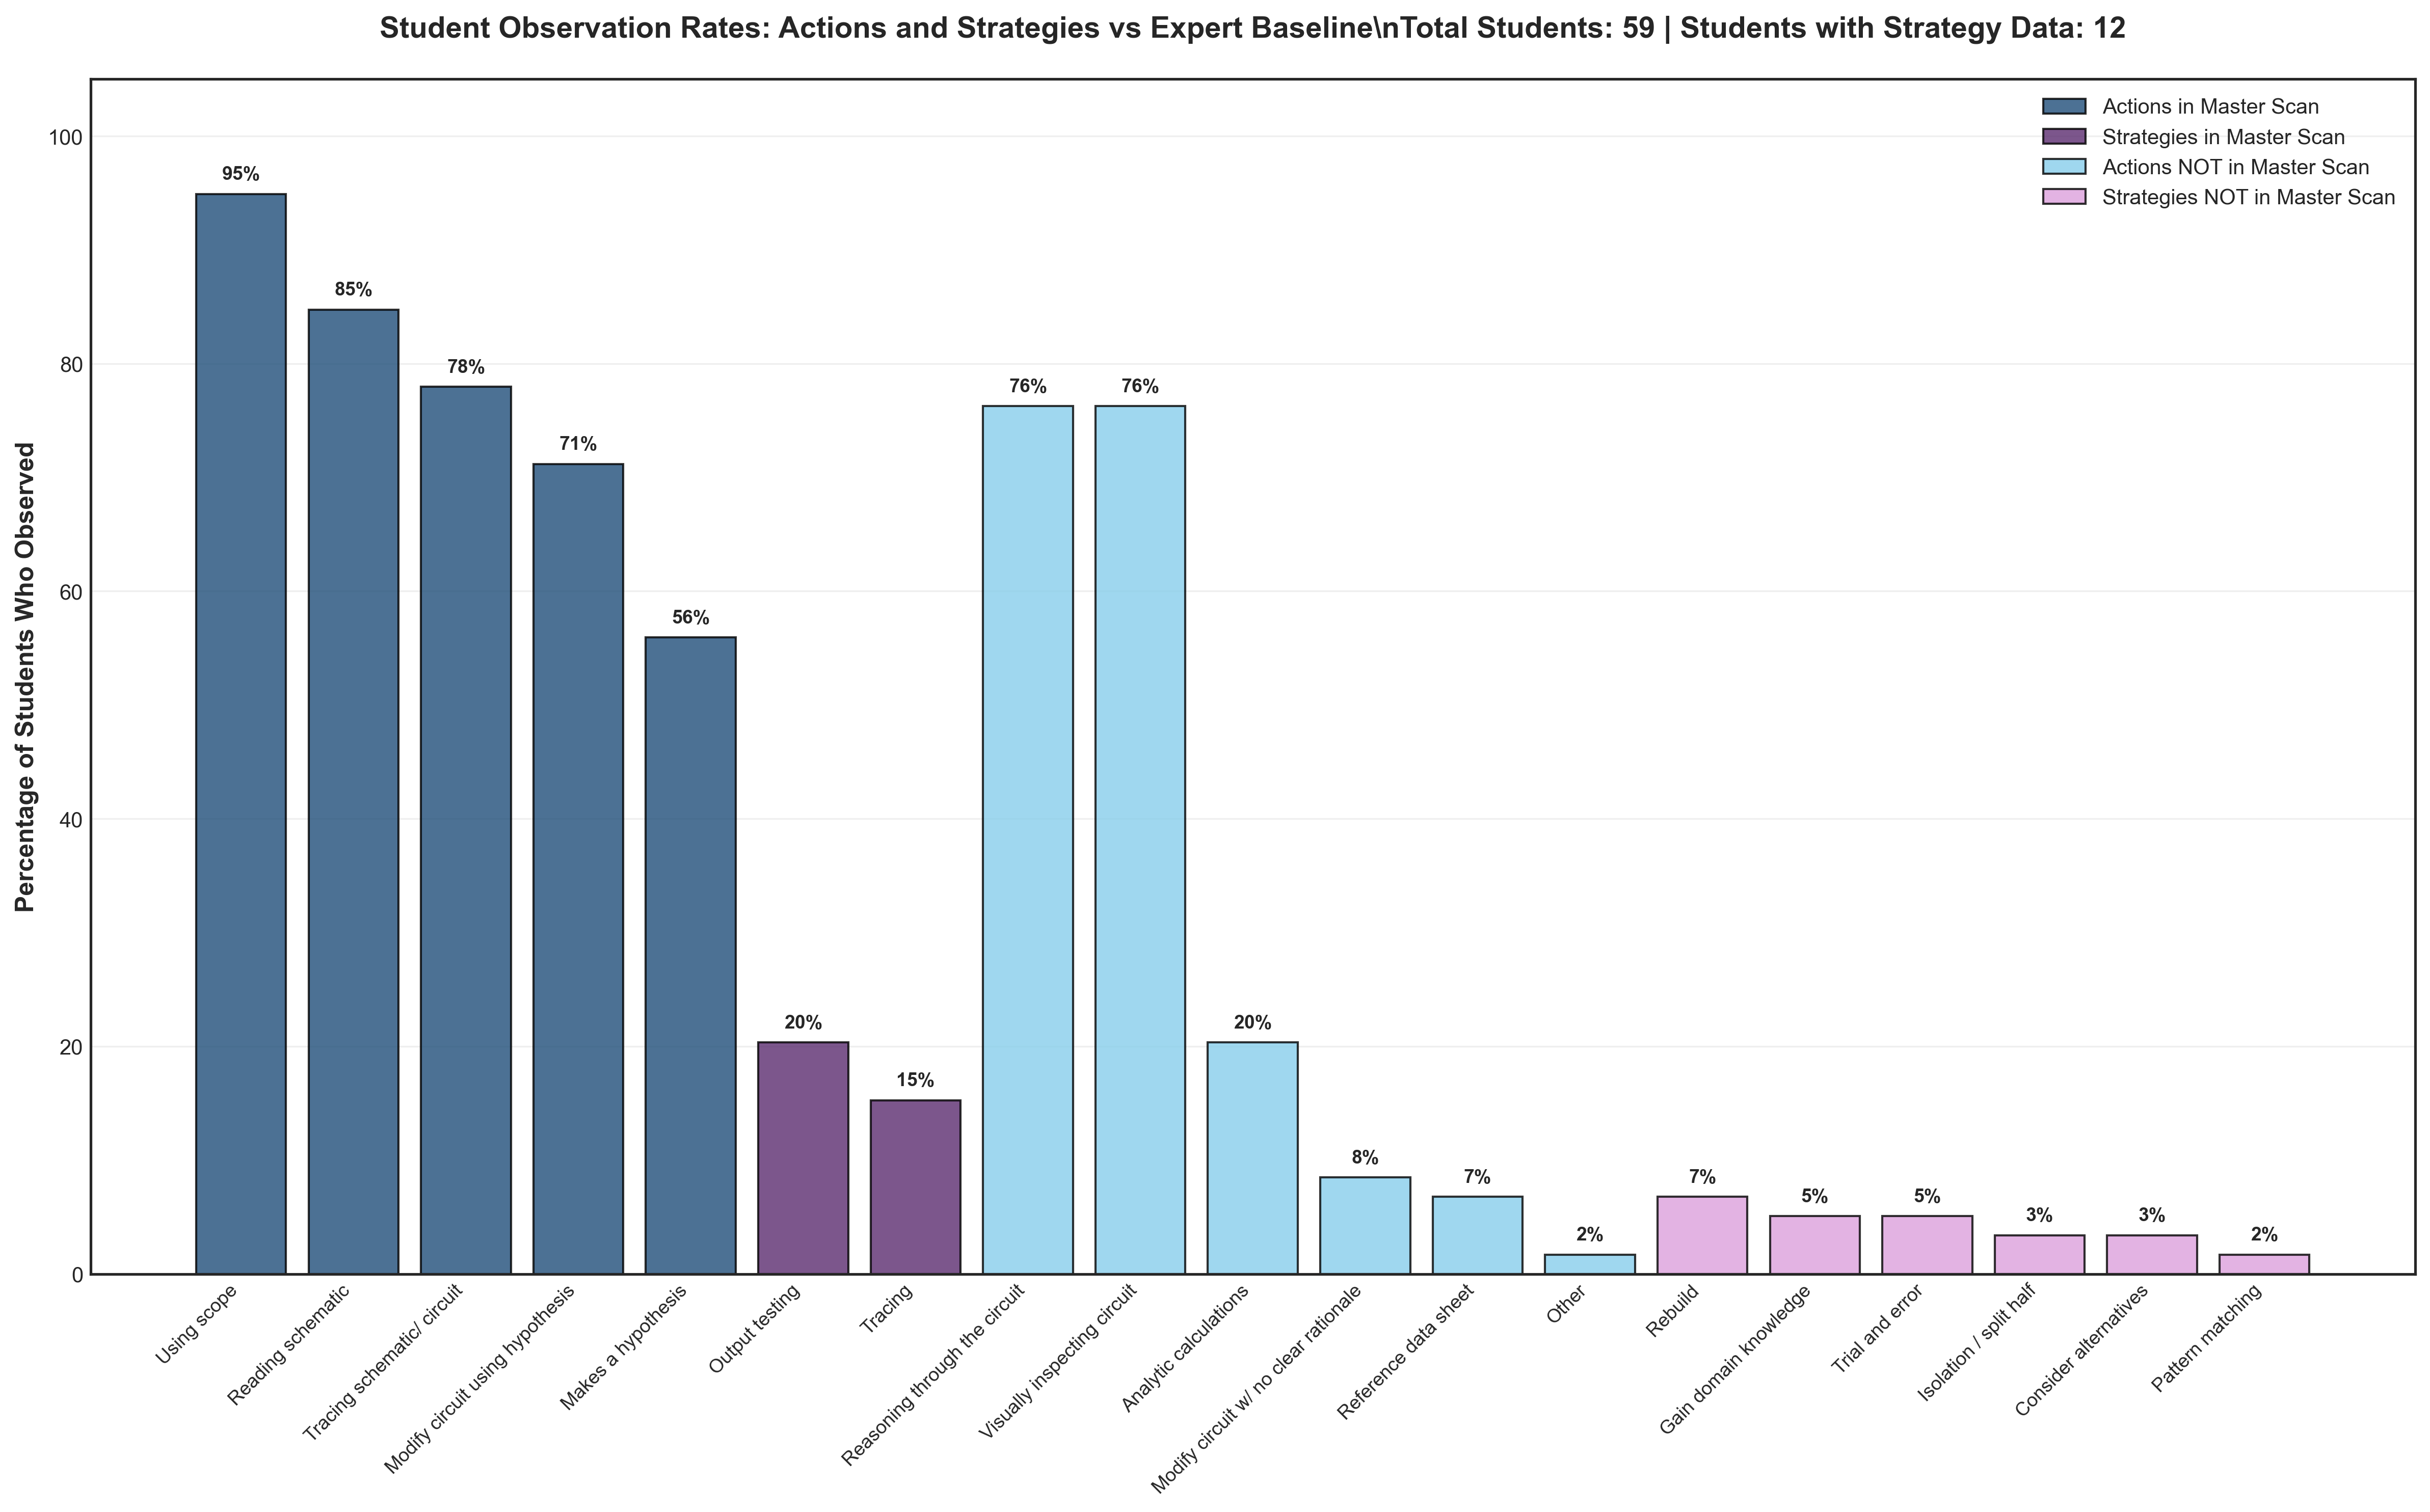 Student Observation Rates: Actions and Strategies vs Expert Baseline\nTotal Students: 59 | Students with Strategy Data: 12
Actions in Master Scan
Strategies in Master Scan
Actions NOT in Master Scan
Strategies NOT in Master Scan
Percentage of Students Who Observed
100
80
60
40
20
0
95%
85%
78%
71%
56%
20%
15%
76%
76%
20%
8%
7%
2%
7%
5%
5%
3%
3%
2%
Using scope
Reading schematic
Tracing schematic/ circuit
Modify circuit using hypothesis
Makes a hypothesis
Output testing
Tracing
Reasoning through the circuit
Visually inspecting circuit
Analytic calculations
Modify circuit w/ no clear rationale
Reference data sheet
Other
Rebuild
Gain domain knowledge
Trial and error
Isolation / split half
Consider alternatives
Pattern matching